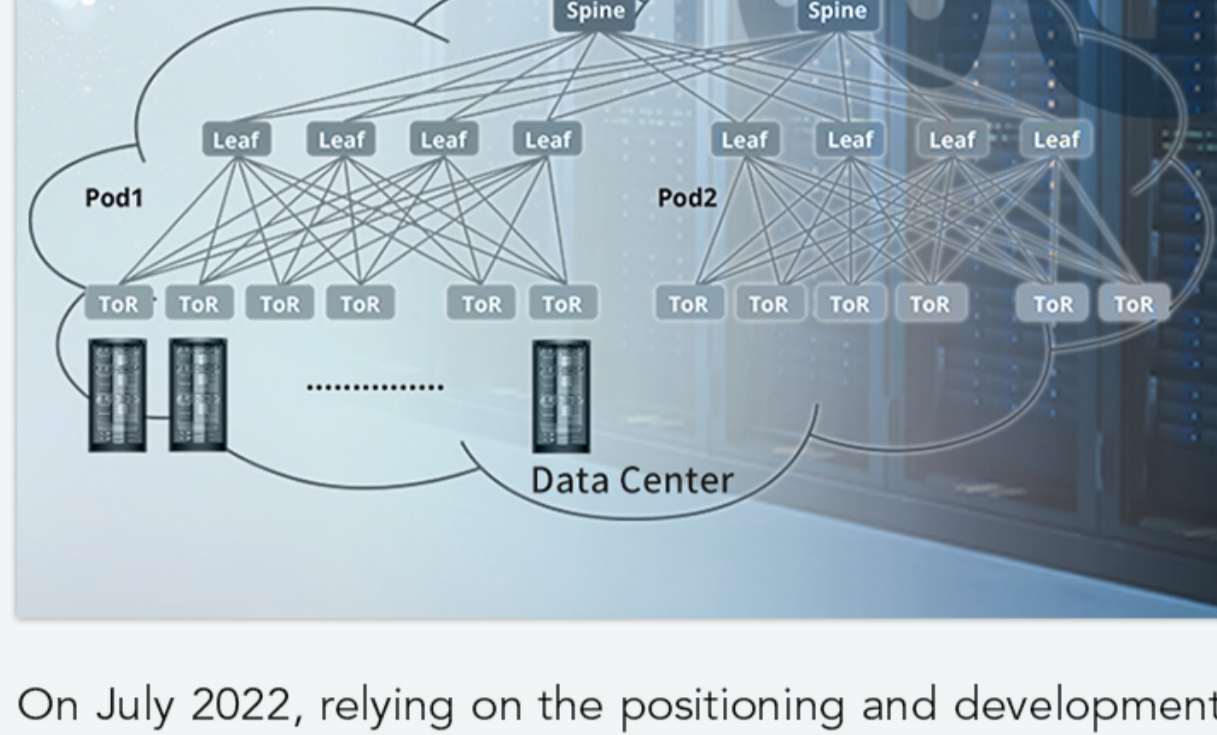 Spine Spine
Leaf Leaf Leaf Leaf Leaf Leaf Leaf Leaf
Pod1 Pod2
ToR ToR ToR ToR ToR ToR ToR ToR ToR ToR ToR ToR
Data Center
On July 2022, relying on the positioning and development